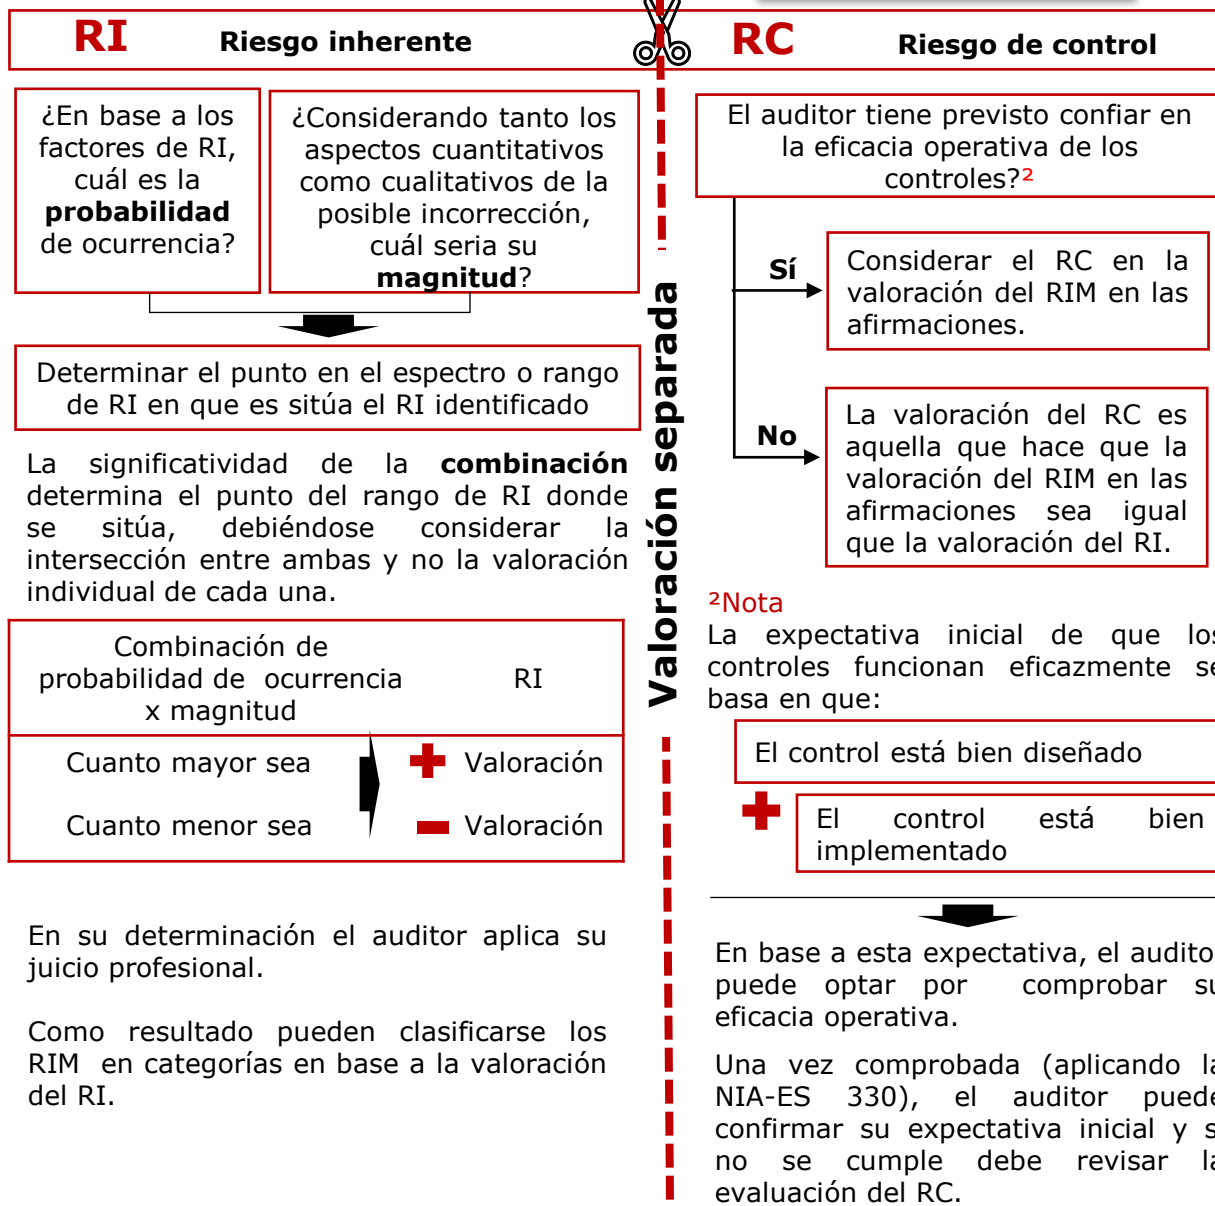 RI Riesgo inherente
¿En base a los
factores de RI,
cuál es la
probabilidad
de ocurrencia?
¿Considerando tanto los
aspectos cuantitativos
como cualitativos de la
posible incorrección,
cuál seria su
magnitud?
Determinar el punto en el espectro o rango
de RI en que es sitúa el RI identificado
La significatividad de la combinación
determina el punto del rango de RI donde
se sitúa, debiéndose considerar la
intersección entre ambas y no la valoración
individual de cada una.
Combinación de
probabilidad de ocurrencia
x magnitud
RI
Cuanto mayor sea Valoración
Cuanto menor sea Valoración
En su determinación el auditor aplica su
juicio profesional.
Como resultado pueden clasificarse los
RIM en categorías en base a la valoración
del RI.
Valoración separada
RC Riesgo de control
El auditor tiene previsto confiar en
la eficacia operativa de los
controles?²
Sí
Considerar el RC en la
valoración del RIM en las
afirmaciones.
No
La valoración del RC es
aquella que hace que la
valoración del RIM en las
afirmaciones sea igual
que la valoración del RI.
²Nota
La expectativa inicial de que los
controles funcionan eficazmente se
basa en que:
El control está bien diseñado
El control está bien
implementado
En base a esta expectativa, el auditor
puede optar por comprobar su
eficacia operativa.
Una vez comprobada (aplicando la
NIA-ES 330), el auditor puede
confirmar su expectativa inicial y si
no se cumple debe revisar la
evaluación del RC.